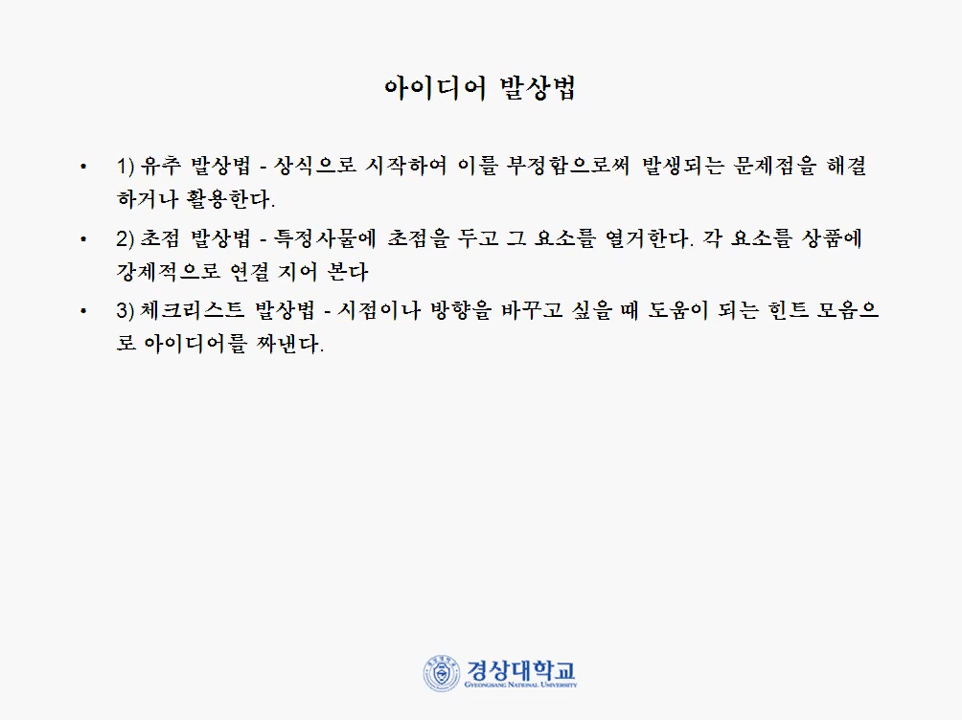 아이디어 발상법
• 1) 유추 발상법 - 상식으로 시작하여 이를 부정함으로써 발생되는 문제점을 해결
하거나 활용한다.
• 2) 초점 발상법 - 특정사물에 초점을 두고 그 요소를 열거한다. 각 요소를 상품에
강제적으로 연결 지어 본다
• 3) 체크리스트 발상법 - 시점이나 방향을 바꾸고 싶을 때 도움이 되는 힌트 모음으
로 아이디어를 짜낸다.
경상대학교
GYEONGSANG NATIONAL UNIVERSITY